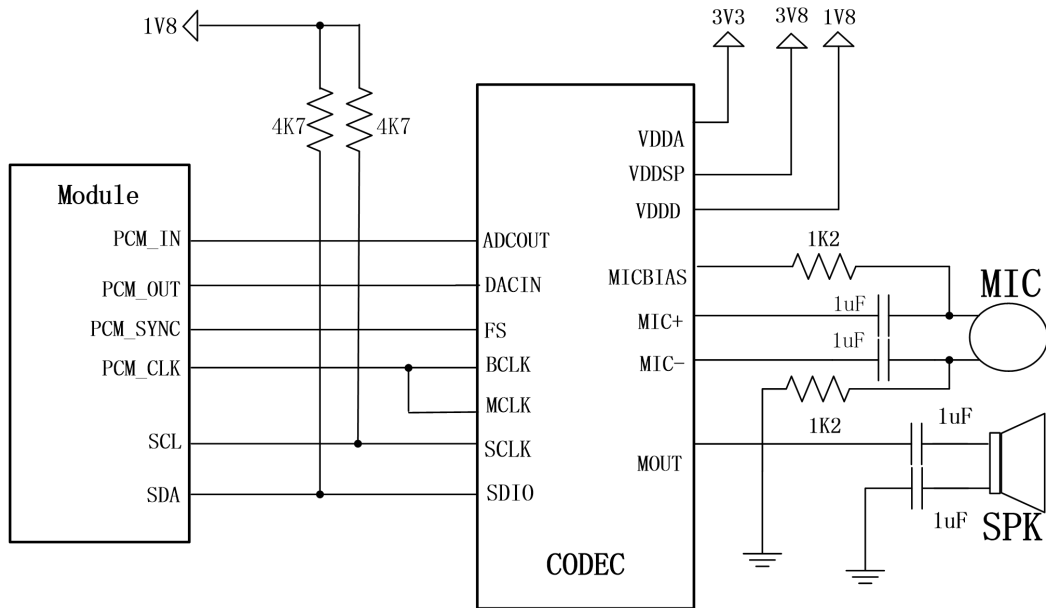 3V3 3V8 1V8
1V8
4K7 4K7
Module
PCM_IN
PCM_OUT
PCM_SYNC
PCM_CLK
SCL
SDA
ADCOUT
DACIN
FS
BCLK
MCLK
SCLK
SDIO
CODEC
VDDA
VDDSP
VDDD
MICBIAS
MIC+
MIC-
MOUT
1K2
1uF
1uF
1K2
MIC
1uF
1uF
SPK